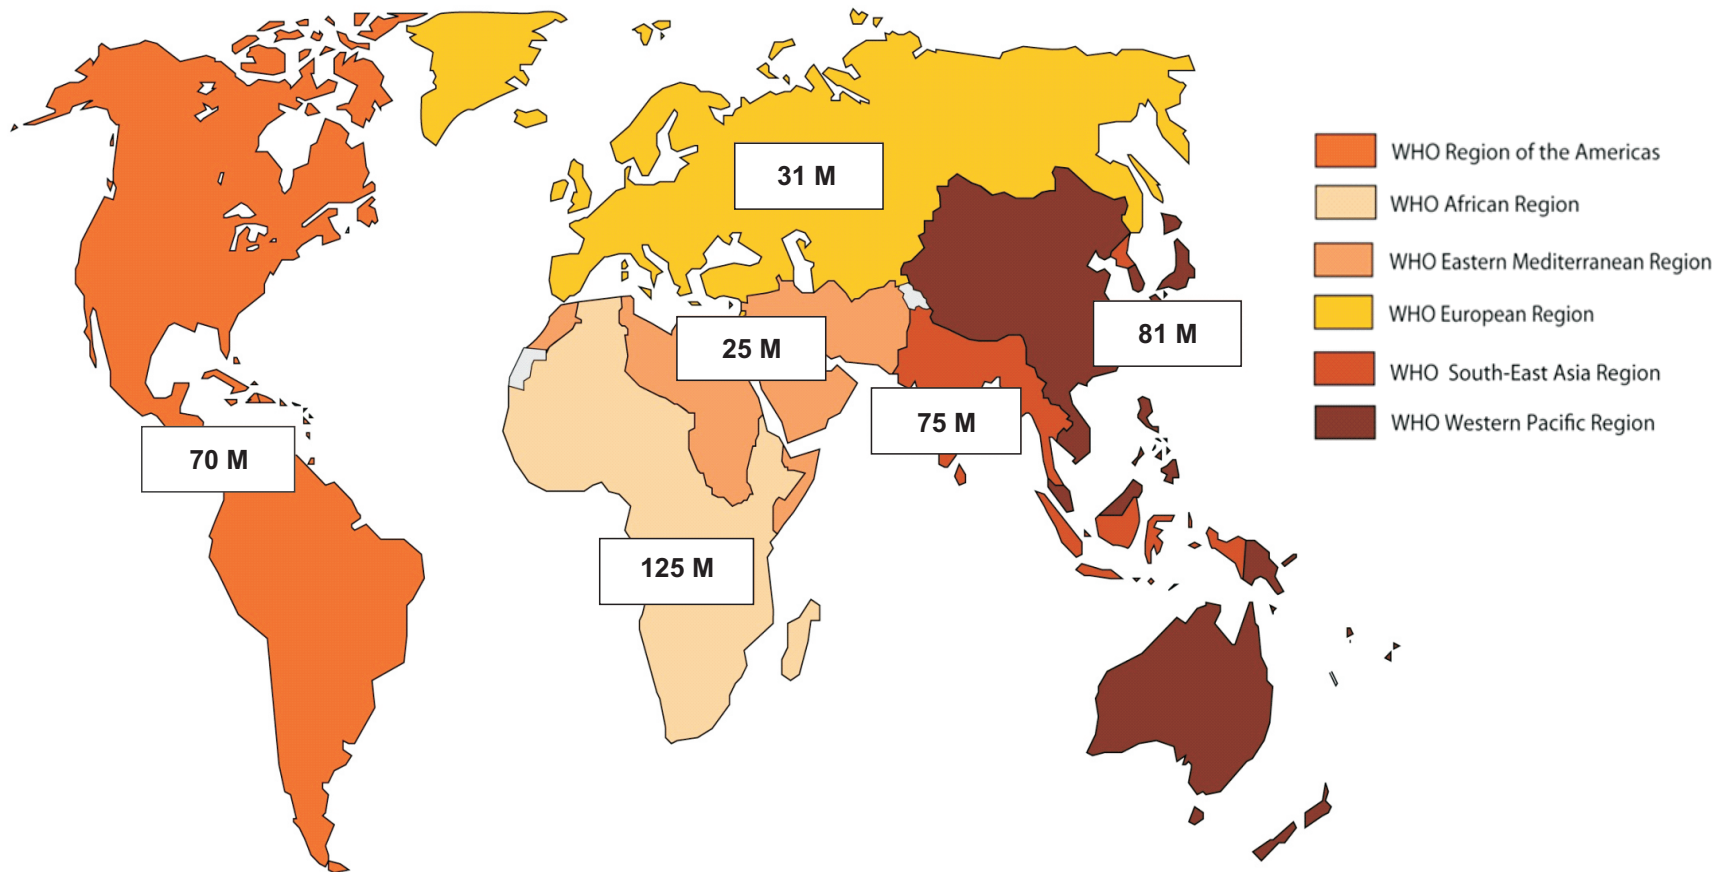 31 M
25 M
81 M
75 M
70 M
125 M
WHO Region of the Americas
WHO African Region
WHO Eastern Mediterranean Region
WHO European Region
WHO South-East Asia Region
WHO Western Pacific Region